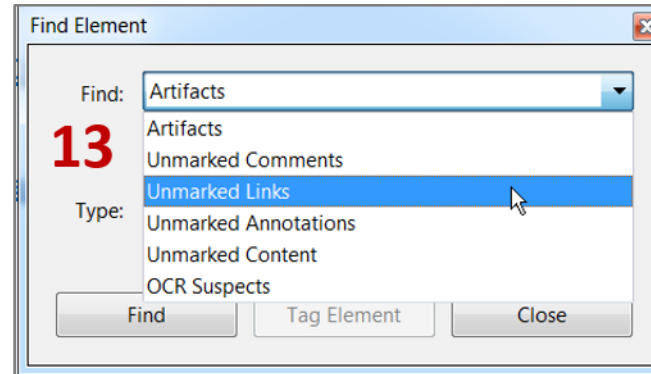 Find Element
Find: Artifacts
Artifacts
13
Unmarked Comments
Unmarked Links
Type:
Unmarked Annotations
Unmarked Content
OCR Suspects
Find Tag Element Close